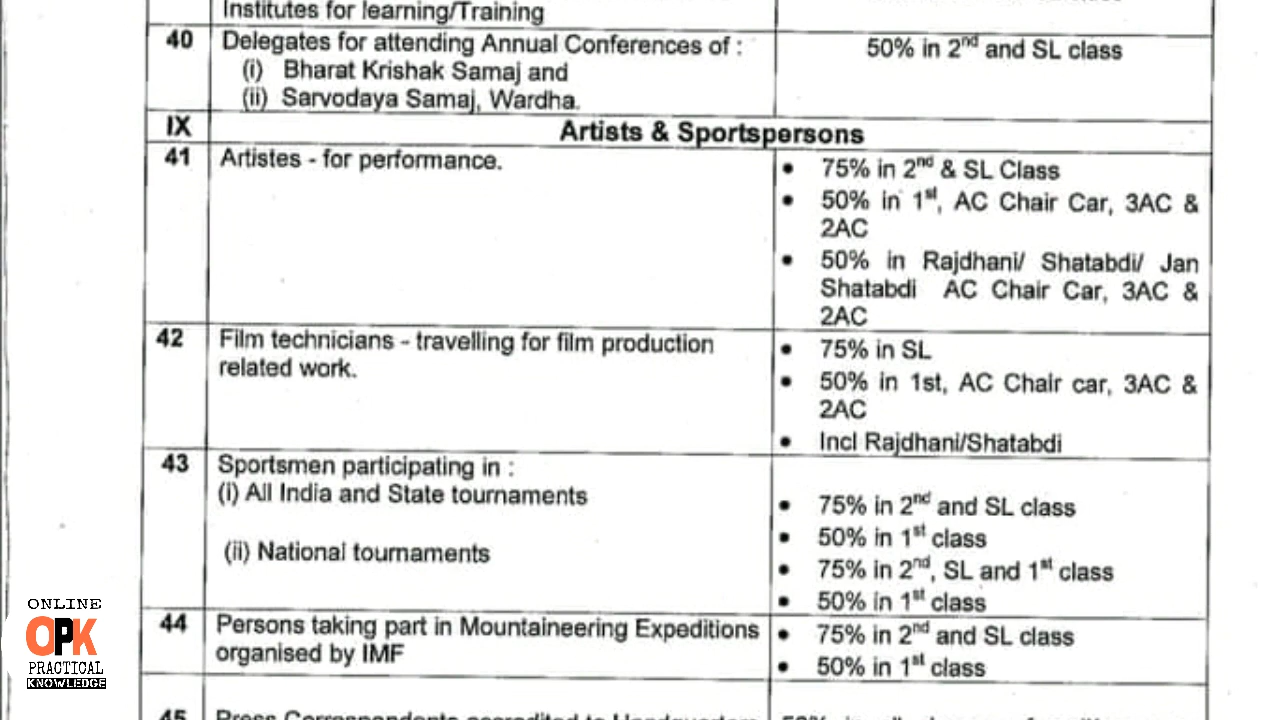 Institutes for learning/Training
40 Delegates for attending Annual Conferences of : 50% in 2nd and SL class
(i) Bharat Krishak Samaj and
(ii) Sarvodaya Samaj, Wardha.
IX Artists & Sportspersons
41 Artistes - for performance.
• 75% in 2nd & SL Class
• 50% in 1st, AC Chair Car, 3AC &
2AC
• 50% in Rajdhani/ Shatabdi/ Jan
Shatabdi AC Chair Car, 3AC &
2AC
42 Film technicians - travelling for film production
related work.
• 75% in SL
• 50% in 1st, AC Chair car, 3AC &
2AC
• Incl Rajdhani/Shatabdi
43 Sportsmen participating in :
(i) All India and State tournaments
(ii) National tournaments
• 75% in 2nd and SL class
• 50% in 1st class
• 75% in 2nd, SL and 1st class
• 50% in 1st class
44 Persons taking part in Mountaineering Expeditions
organised by IMF
• 75% in 2nd and SL class
• 50% in 1st class
45 Press Correspondents accredited to Headquarters
ONLINE
OPK
PRACTICAL
KNOWLEDGE